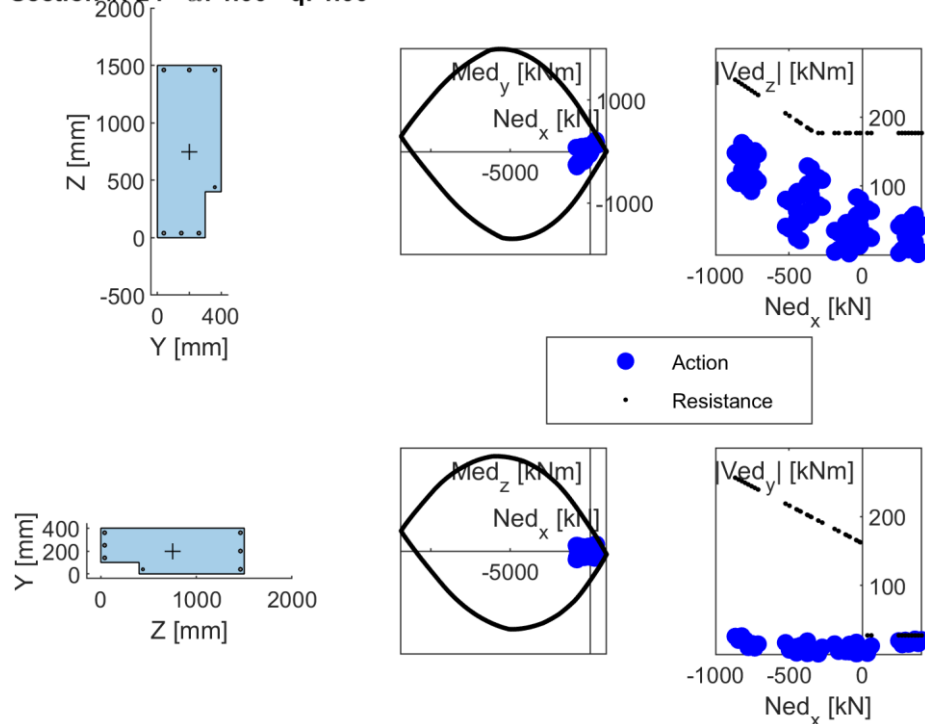 2000
1500
1000
500
0
-500
Z [mm]
0
400
Y [mm]
Med_y [kNm]
1000
Ned_x [kN]
-5000
-1000
|Ved_z| [kNm]
200
100
-1000
-500
0
Ned_x [kN]
Action
Resistance
400
200
0
Y [mm]
0
1000
2000
Z [mm]
Med_z [kNm]
Ned_x [kN]
-5000
|Ved_y| [kNm]
200
100
-1000
-500
0
Ned_x [kN]